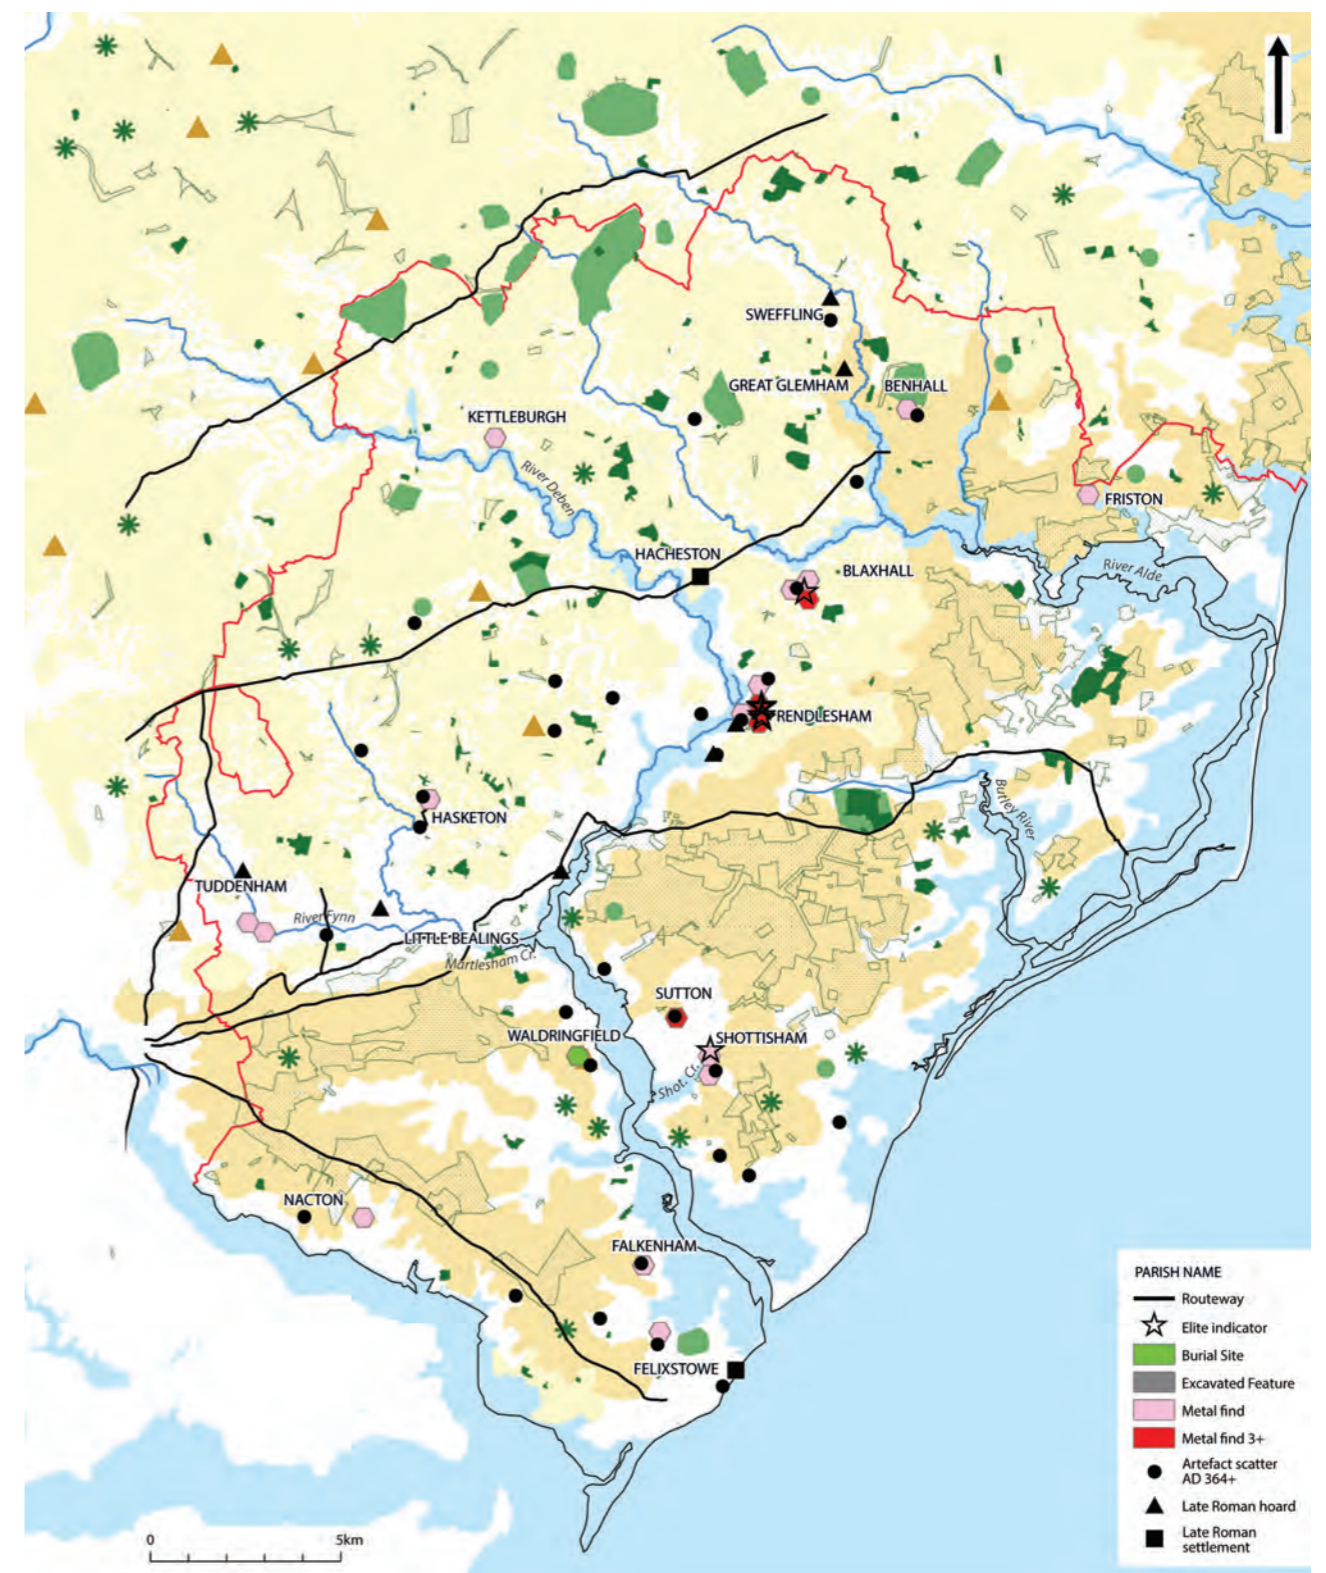 SWEFFLING
GREAT GLEMHAM
BENHALL
KETTLEBURGH
River Deben
FRISTON
HACHESTON
BLAXHALL
River Alde
RENDLESHAM
Butley River
HASKETON
TUDDENHAM
River Fynn
LITTLE BEALINGS
Martlesham Cr.
SUTTON
WALDRINGFIELD
SHOTTISHAM
Shot. Cr.
NACTON
FALKENHAM
FELIXSTOWE
PARISH NAME
Routeway
Elite indicator
Burial Site
Excavated Feature
Metal find
Metal find 3+
Artefact scatter
AD 364+
Late Roman hoard
Late Roman
settlement
0 5km